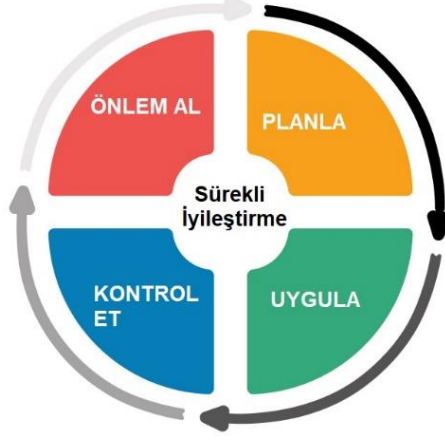 ÖNLEM AL
PLANLA
Sürekli
İyileştirme
KONTROL
ET
UYGULA